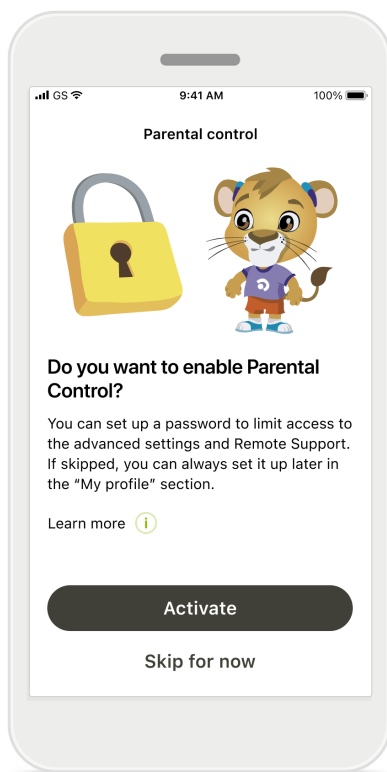 GS 9:41 AM 100%
Parental control
Do you want to enable Parental
Control?
You can set up a password to limit access to
the advanced settings and Remote Support.
If skipped, you can always set it up later in
the “My profile” section.
Learn more i
Activate
Skip for now